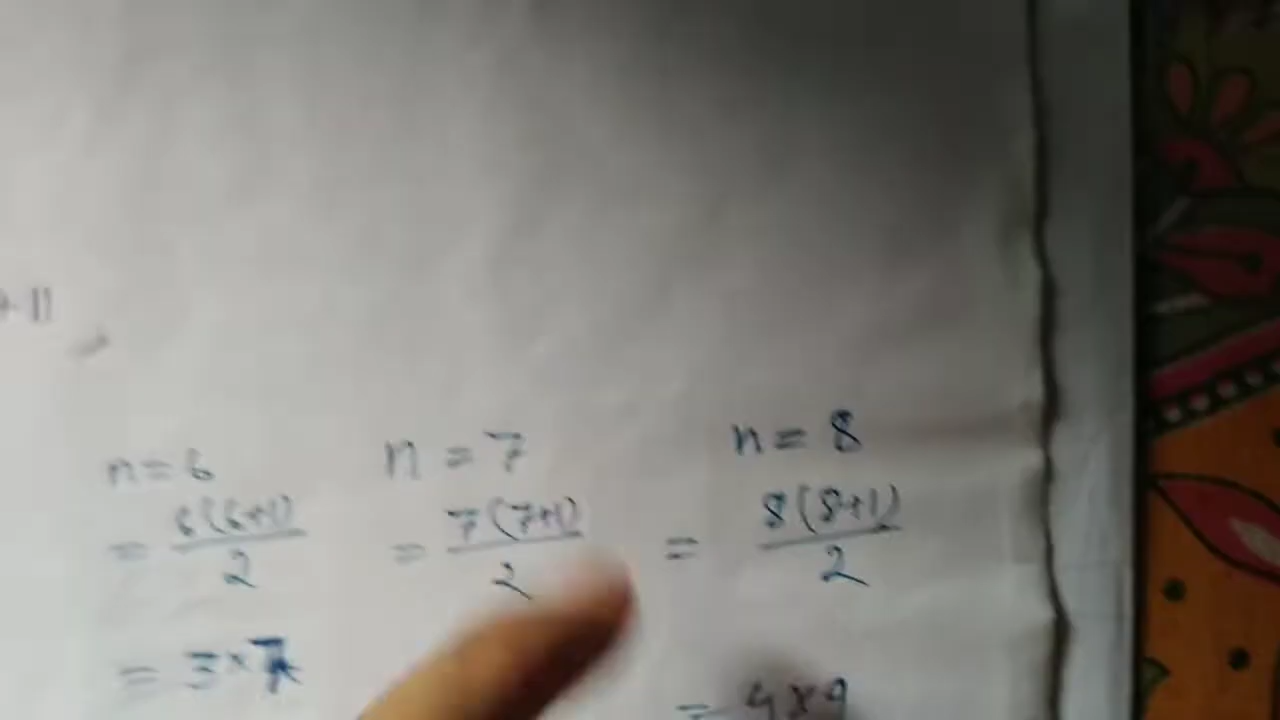 + 11
n = 6
= 6(6+1)/2
= 3×7
n = 7
= 7(7+1)/2
n = 8
= 8(8+1)/2
= 4×9